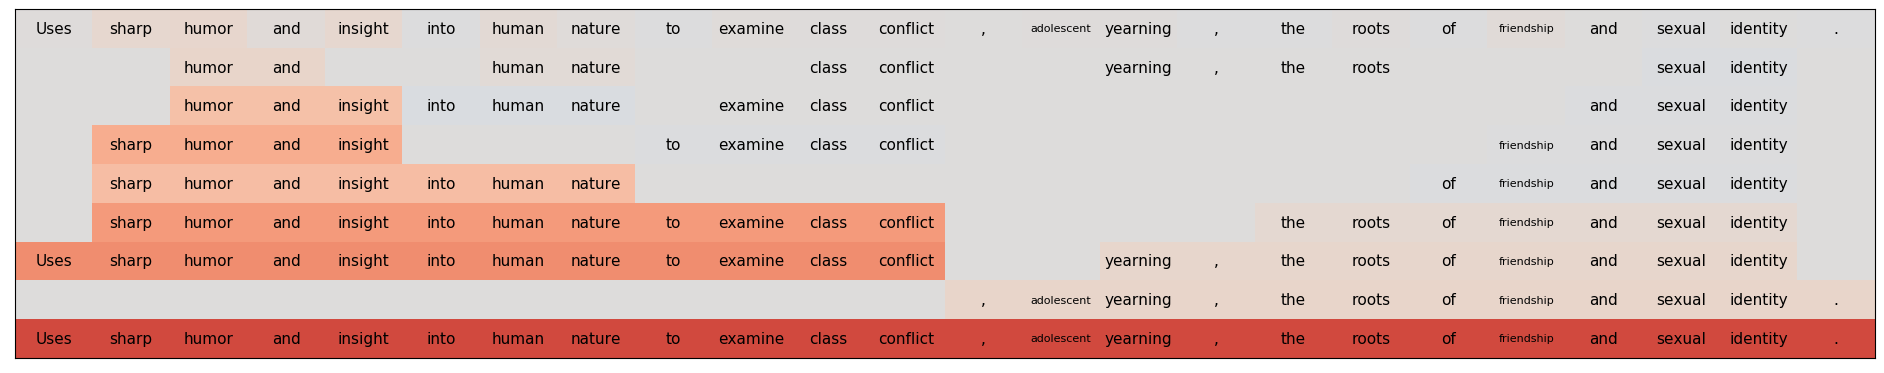 Uses sharp humor and insight into human nature to examine class conflict , adolescent yearning , the roots of friendship and sexual identity .
humor and human nature class conflict yearning , the roots sexual identity
humor and insight into human nature examine class conflict and sexual identity
sharp humor and insight to examine class conflict friendship and sexual identity
sharp humor and insight into human nature of friendship and sexual identity
sharp humor and insight into human nature to examine class conflict the roots of friendship and sexual identity
Uses sharp humor and insight into human nature to examine class conflict yearning , the roots of friendship and sexual identity
, adolescent yearning , the roots of friendship and sexual identity .
Uses sharp humor and insight into human nature to examine class conflict , adolescent yearning , the roots of friendship and sexual identity .